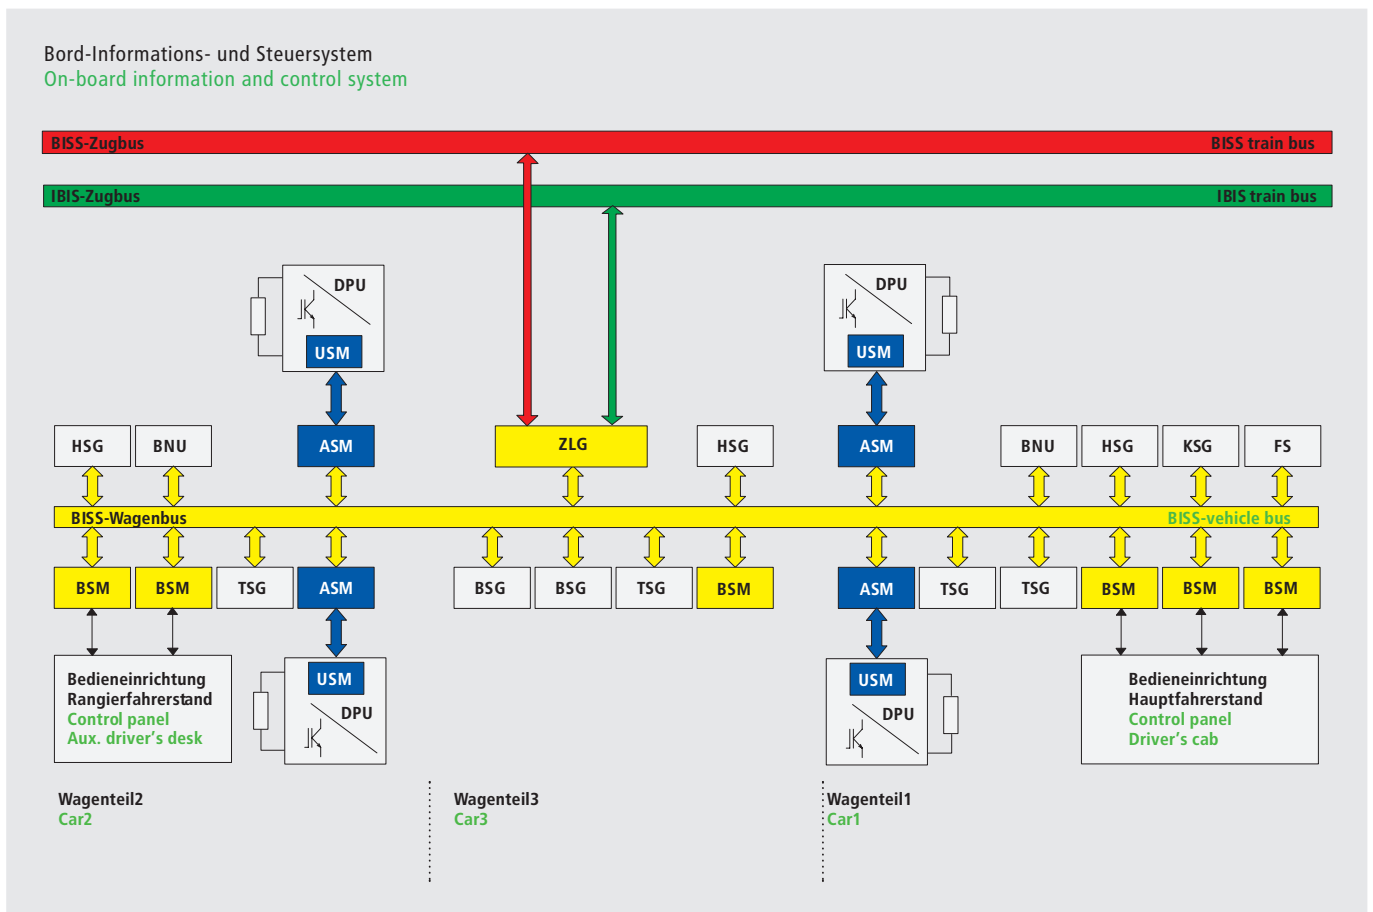 Bord-Informations- und Steuersystem
On-board information and control system
BISS-Zugbus BISS train bus
IBIS-Zugbus IBIS train bus
DPU DPU
USM USM
HSG BNU ASM ZLG HSG ASM BNU HSG KSG FS
BISS-Wagenbus BISS-vehicle bus
BSM BSM TSG ASM BSG BSG TSG BSM ASM TSG TSG BSM BSM BSM
USM USM
DPU DPU
Bedieneinrichtung
Rangierfahrerstand
Control panel
Aux. driver's desk
Bedieneinrichtung
Hauptfahrerstand
Control panel
Driver's cab
Wagenteil2 Wagenteil3 Wagenteil1
Car2 Car3 Car1